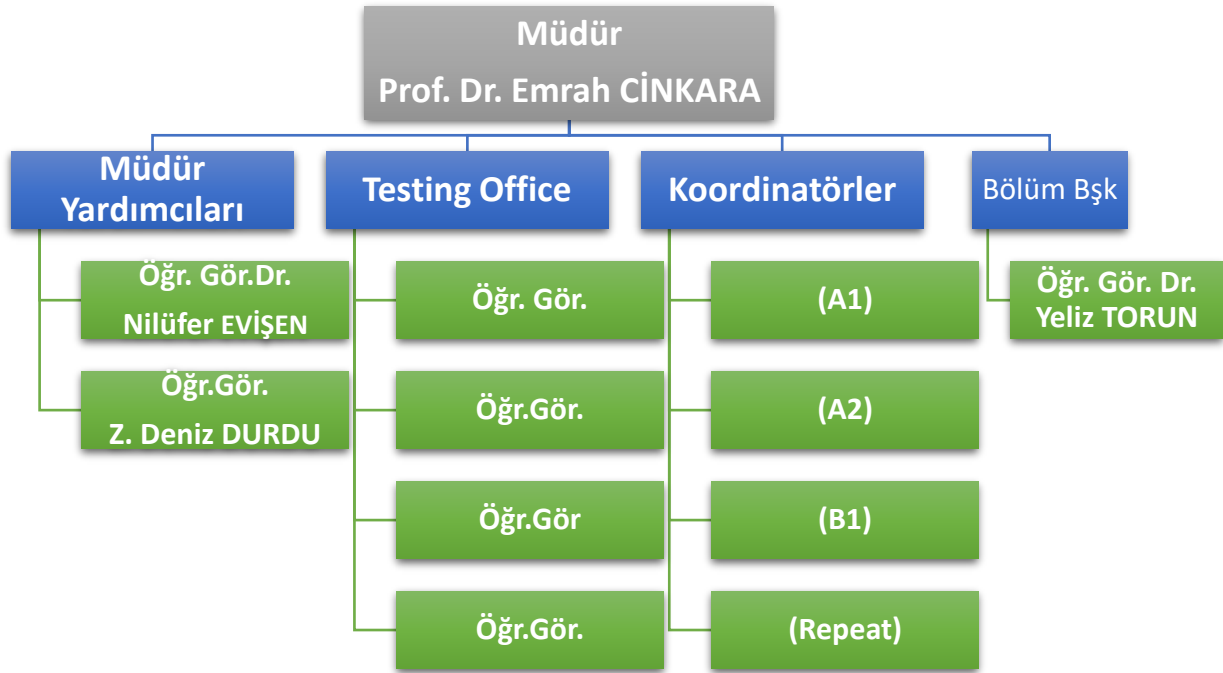 Müdür
Prof. Dr. Emrah CİNKARA
Müdür
Yardımcıları
Öğr. Gör.Dr.
Nilüfer EVİŞEN
Öğr.Gör.
Z. Deniz DURDU
Testing Office
Öğr. Gör.
Öğr.Gör.
Öğr.Gör
Öğr.Gör.
Koordinatörler
(A1)
(A2)
(B1)
(Repeat)
Bölüm Bşk
Öğr. Gör. Dr.
Yeliz TORUN